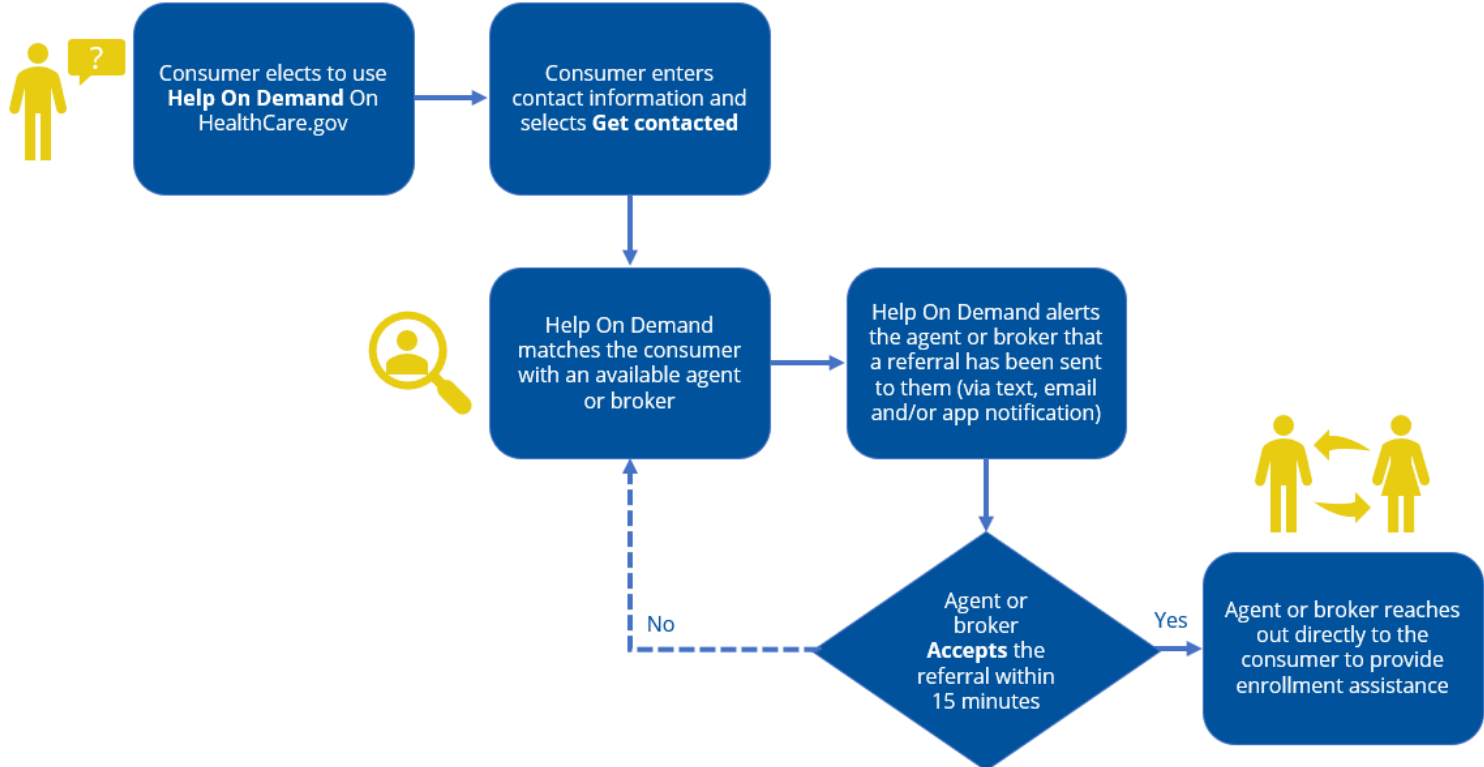 ?
Consumer elects to use
Help On Demand On
HealthCare.gov
Consumer enters
contact information and
selects Get contacted
Help On Demand
matches the consumer
with an available agent
or broker
Help On Demand alerts
the agent or broker that
a referral has been sent
to them (via text, email
and/or app notification)
Agent or
broker
Accepts the
referral within
15 minutes
No
Yes
Agent or broker reaches
out directly to the
consumer to provide
enrollment assistance